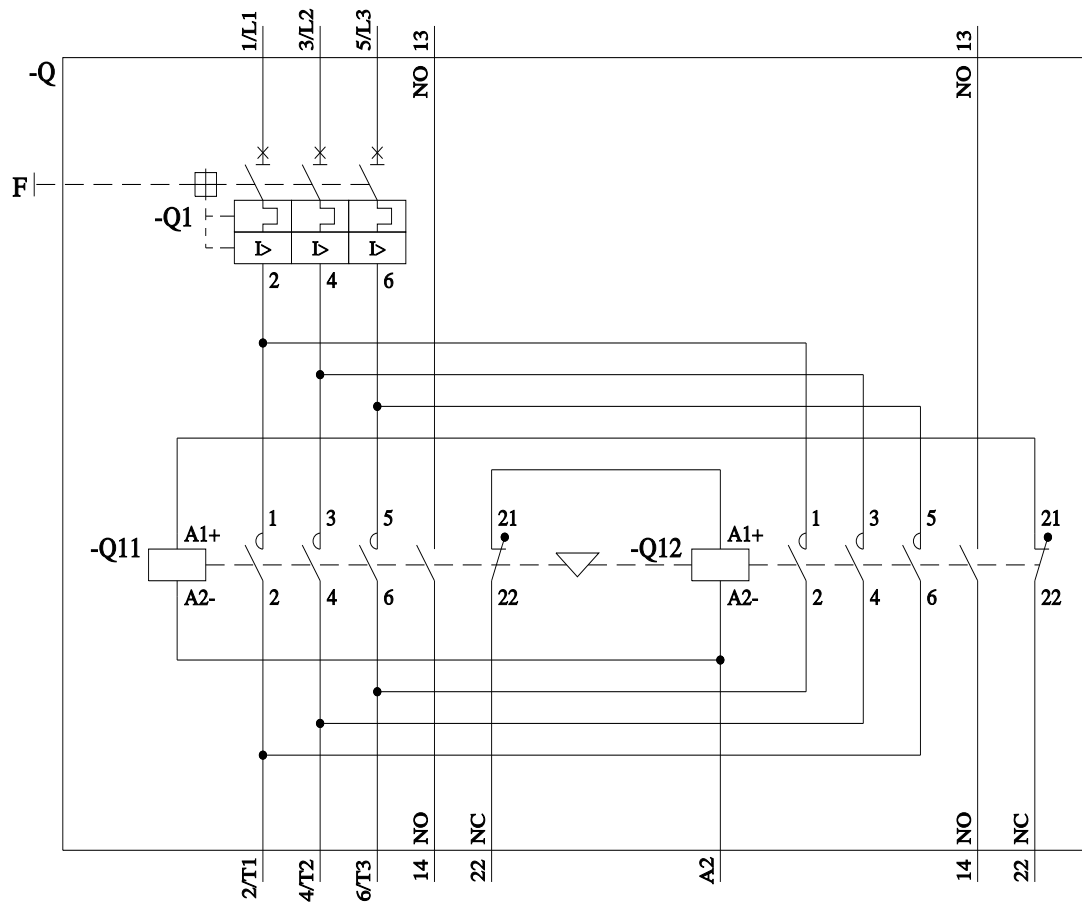 1/L1 3/L2 5/L3 13 13
-Q NO NO
F
-Q1
I> I> I>
2 4 6
1 3 5 21 1 3 5 21
A1+ A1+
-Q11 -Q12
A2- 2 4 6 22 A2- 2 4 6 22
NO NC NO NC
2/T1 4/T2 6/T3 14 22 A2 14 22